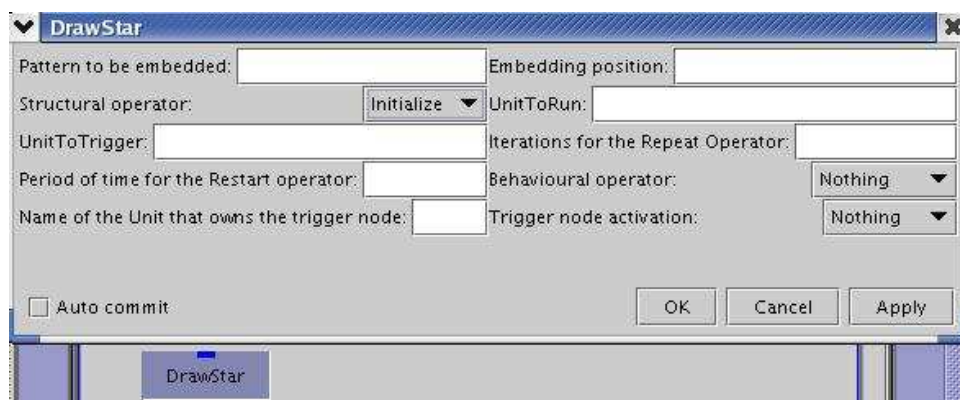 DrawStar
Pattern to be embedded: Embedding position:
Structural operator: Initialize UnitToRun:
UnitToTrigger: Iterations for the Repeat Operator:
Period of time for the Restart operator: Behavioural operator: Nothing
Name of the Unit that owns the trigger node: Trigger node activation: Nothing
Auto commit OK Cancel Apply
DrawStar